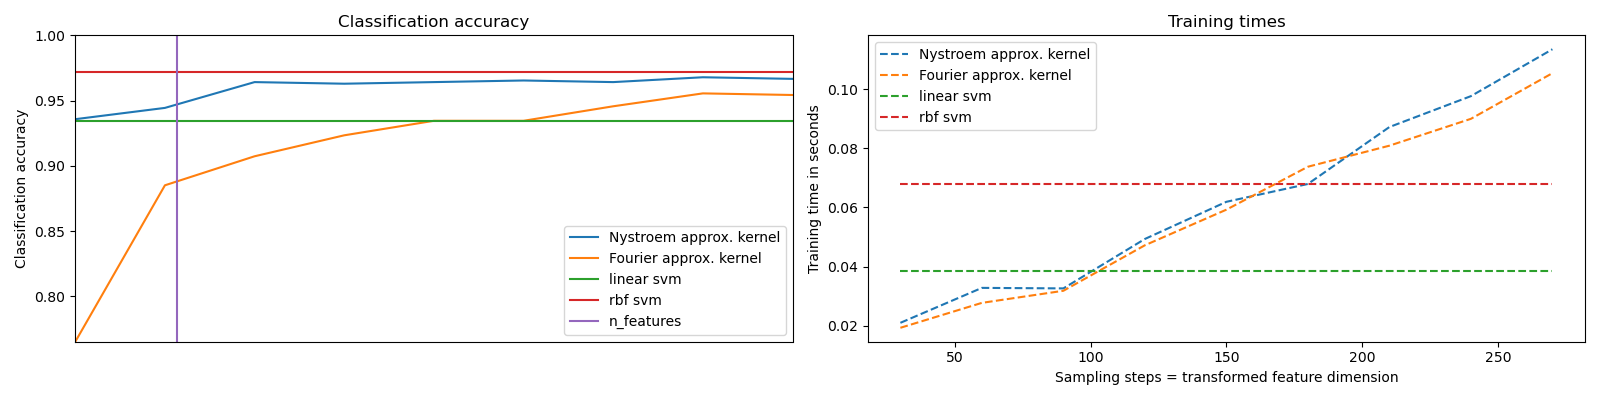 Classification accuracy
Classification accuracy
1.00
0.95
0.90
0.85
0.80
Nystroem approx. kernel
Fourier approx. kernel
linear svm
rbf svm
n_features
Training times
Training time in seconds
0.10
0.08
0.06
0.04
0.02
Nystroem approx. kernel
Fourier approx. kernel
linear svm
rbf svm
50 100 150 200 250
Sampling steps = transformed feature dimension